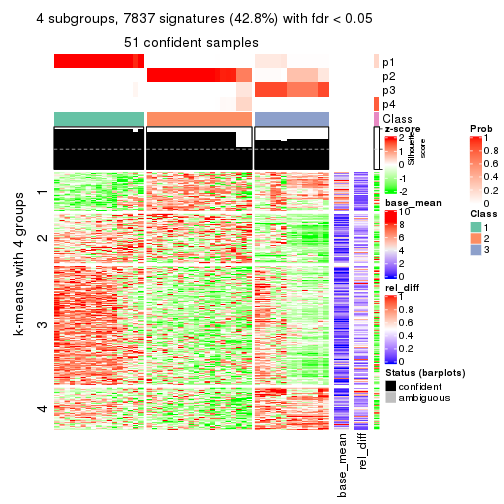 4 subgroups, 7837 signatures (42.8%) with fdr < 0.05
51 confident samples
p1
p2
p3
p4
Class
Silhouette
score
k-means with 4 groups
1
2
3
4
base_mean
rel_diff
z-score
2
1
0
-1
-2
base_mean
10
8
6
4
2
0
rel_diff
1
0.8
0.6
0.4
0.2
0
Status (barplots)
confident
ambiguous
Prob
1
0.8
0.6
0.4
0.2
0
Class
1
2
3